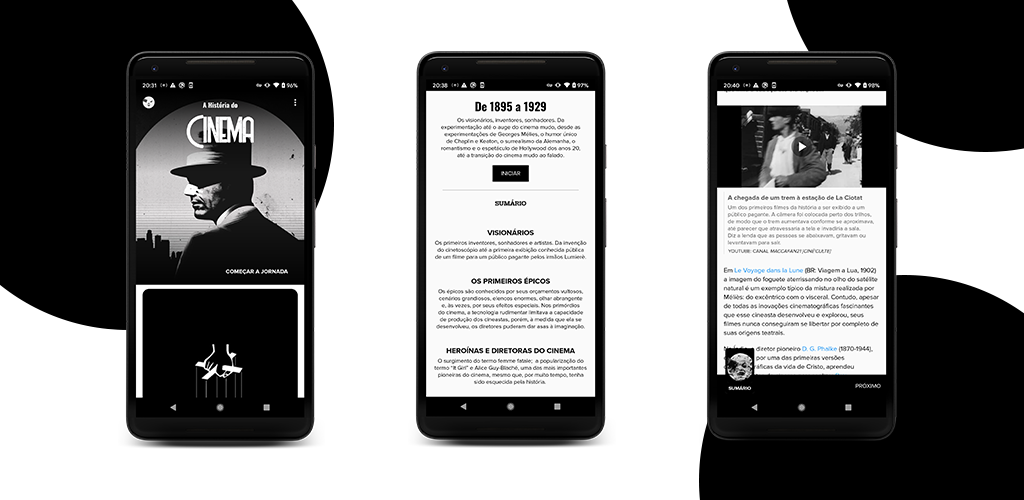 20:31
96%
A História do
CINEMA
COMEÇAR A JORNADA
20:38
97%
De 1895 a 1929
Os visionários, inventores, sonhadores. Da
experimentação até o auge do cinema mudo, desde as
experimentações de Georges Mélies, o humor único
de Chaplin e Keaton, o surrealismo da Alemanha, o
romantismo e o espetáculo de Hollywood dos anos 20,
até a transição do cinema mudo ao falado.
INICIAR
SUMÁRIO
VISIONÁRIOS
Os primeiros inventores, sonhadores e artistas. Da invenção
do cinetoscópio até a primeira exibição conhecida pública
de um filme para um público pagante pelos irmãos Lumierè.
OS PRIMEIROS ÉPICOS
Os épicos são conhecidos por seus orçamentos vultosos,
cenários grandiosos, elencos enormes, olhar abrangente
e, às vezes, por seus efeitos especiais. Nos primórdios
do cinema, a tecnologia rudimentar limitava a capacidade
de produção dos cineastas, porém, à medida que ela se
desenvolveu, os diretores puderam dar asas à imaginação.
HEROÍNAS E DIRETORAS DO CINEMA
O surgimento do termo femme fatale; a popularização do
termo "It Girl" e Alice Guy-Blaché, uma das mais importantes
pioneiras do cinema, mesmo que, por muito tempo, tenha
sido esquecida pela história.
20:40
98%
A chegada de um trem à estação de La Ciotat
Um dos primeiros filmes da história a ser exibido a um
público pagante. A câmera foi colocada perto dos trilhos,
de modo que o trem aumentava conforme se aproximava,
até parecer que atravessaria a tela e invadiria a sala.
Diz a lenda que as pessoas se abaixavam, gritavam ou
levantavam para sair.
YOUTUBE: CANAL MACCAFAN21/CINÉ'CULTE/
Em Le Voyage dans la Lune (BR: Viagem a Lua, 1902)
a imagem do foguete aterrissando no olho do satélite
natural é um exemplo típico da mistura realizada por
Méliès: do excêntrico com o visceral. Contudo, apesar
de todas as inovações cinematográficas fascinantes
que esse cineasta desenvolveu e explorou, seus
filmes nunca conseguiram se libertar por completo de
suas origens teatrais.
diretor pioneiro D. G. Phalke (1870-1944),
por uma das primeiras versões
ráficas da vida de Cristo, aprendeu
SUMÁRIO
PRÓXIMO